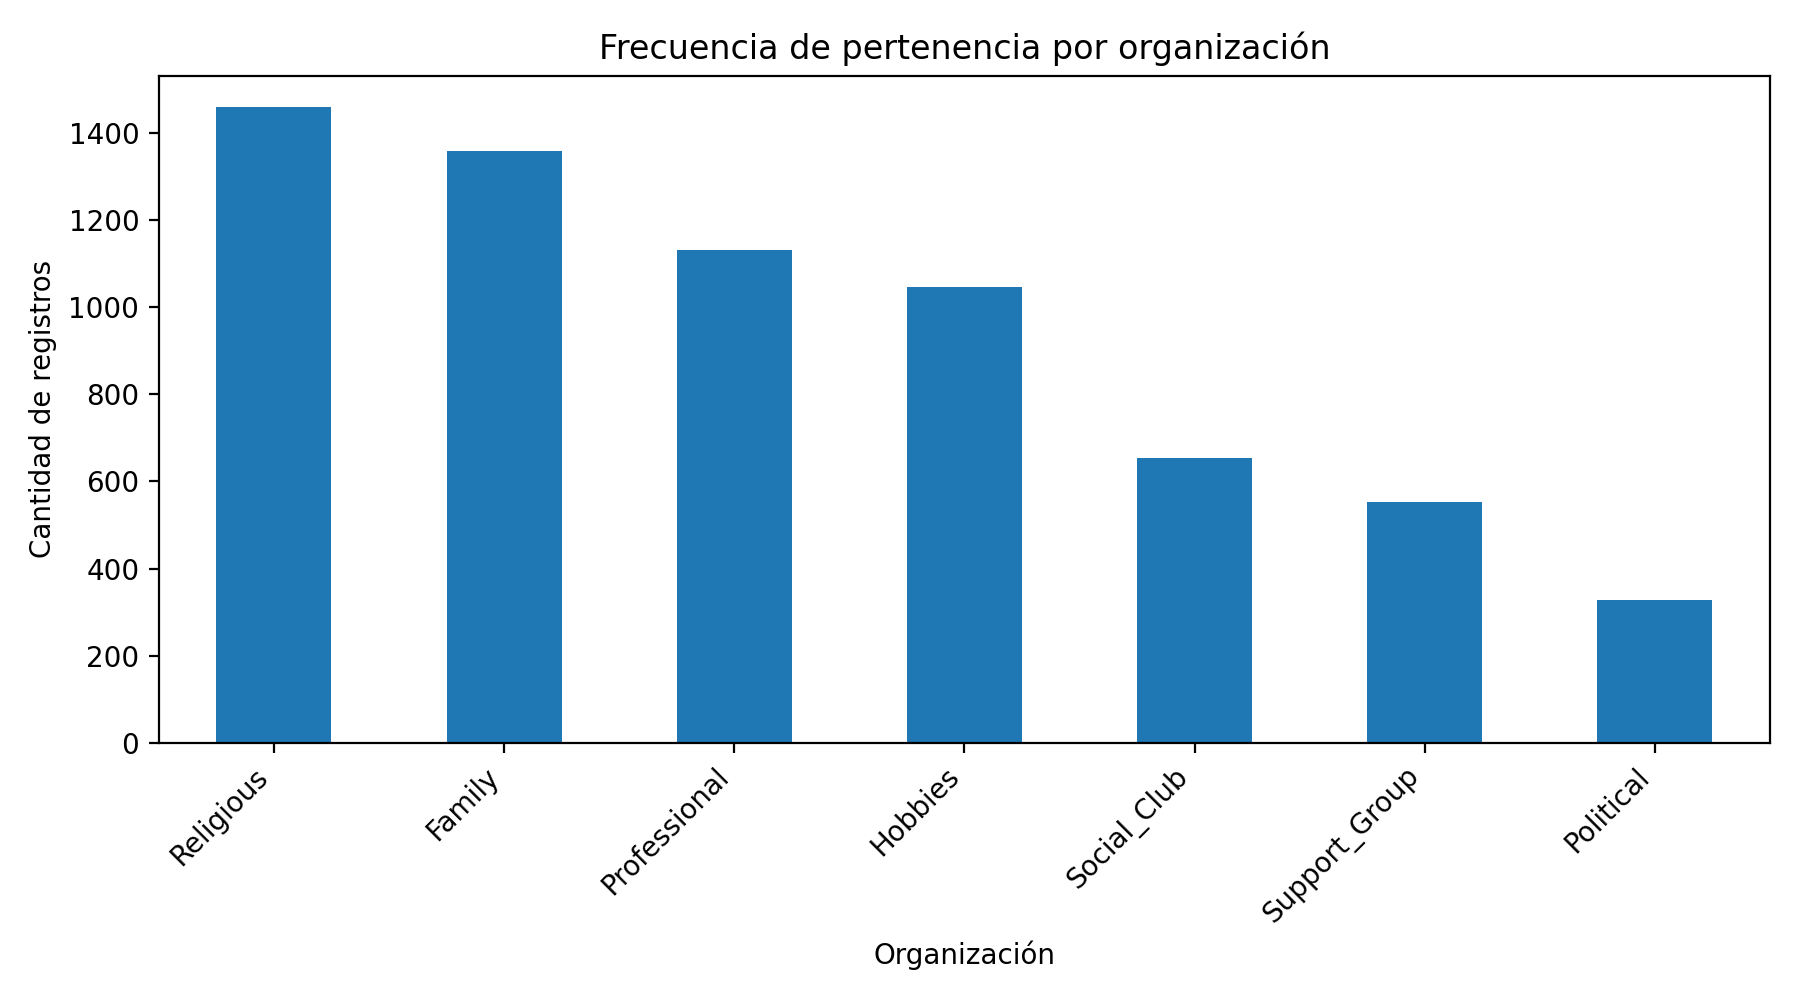 Frecuencia de pertenencia por organización
Cantidad de registros
1400
1200
1000
800
600
400
200
0
Religious
Family
Professional
Hobbies
Social_Club
Support_Group
Political
Organización